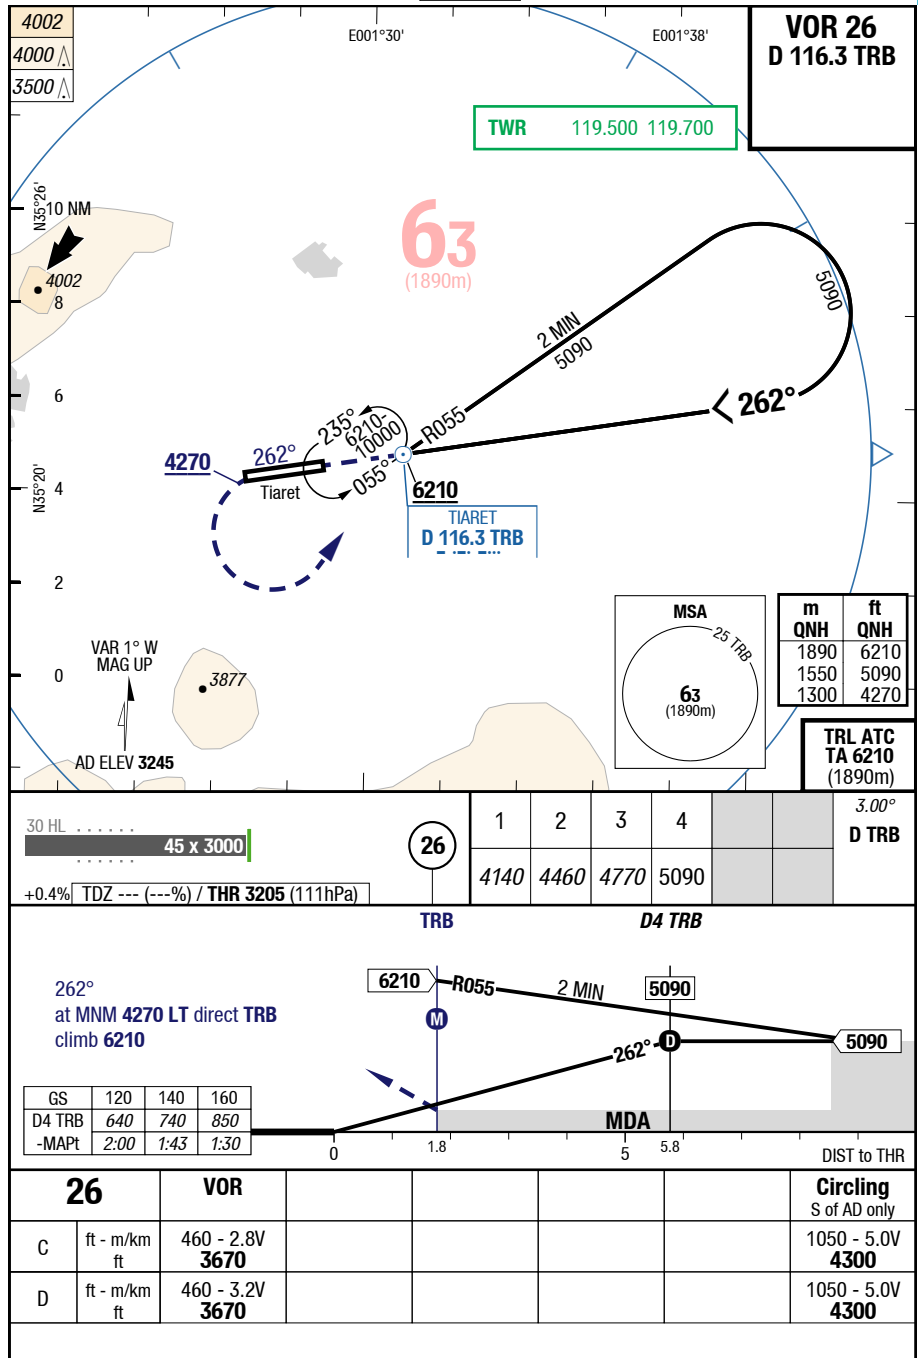 4002
4000
3500
E001°30'
E001°38'
VOR 26
D 116.3 TRB
TWR 119.500 119.700
N35°26'
10 NM
4002
8
63
(1890m)
2 MIN
5090
5090
6
R055
262°
235°
6210-
10000
055°
262°
4270
Tiaret
6210
N35°20'
4
TIARET
D 116.3 TRB
2
MSA
25 TRB
63
(1890m)
m ft
QNH QNH
1890 6210
1550 5090
1300 4270
VAR 1° W
MAG UP
0
3877
AD ELEV 3245
TRL ATC
TA 6210
(1890m)
30 HL
45 x 3000
+0.4% TDZ --- (---%) / THR 3205 (111hPa)
26
1 2 3 4
4140 4460 4770 5090
3.00°
D TRB
TRB
D4 TRB
6210
R055
2 MIN
5090
262°
at MNM 4270 LT direct TRB
climb 6210
M
262°
D
5090
GS 120 140 160
D4 TRB 640 740 850
-MAPt 2:00 1:43 1:30
MDA
0
1.8
5
5.8
DIST to THR
26 VOR Circling
S of AD only
C ft - m/km 460 - 2.8V 1050 - 5.0V
ft 3670 4300
D ft - m/km 460 - 3.2V 1050 - 5.0V
ft 3670 4300